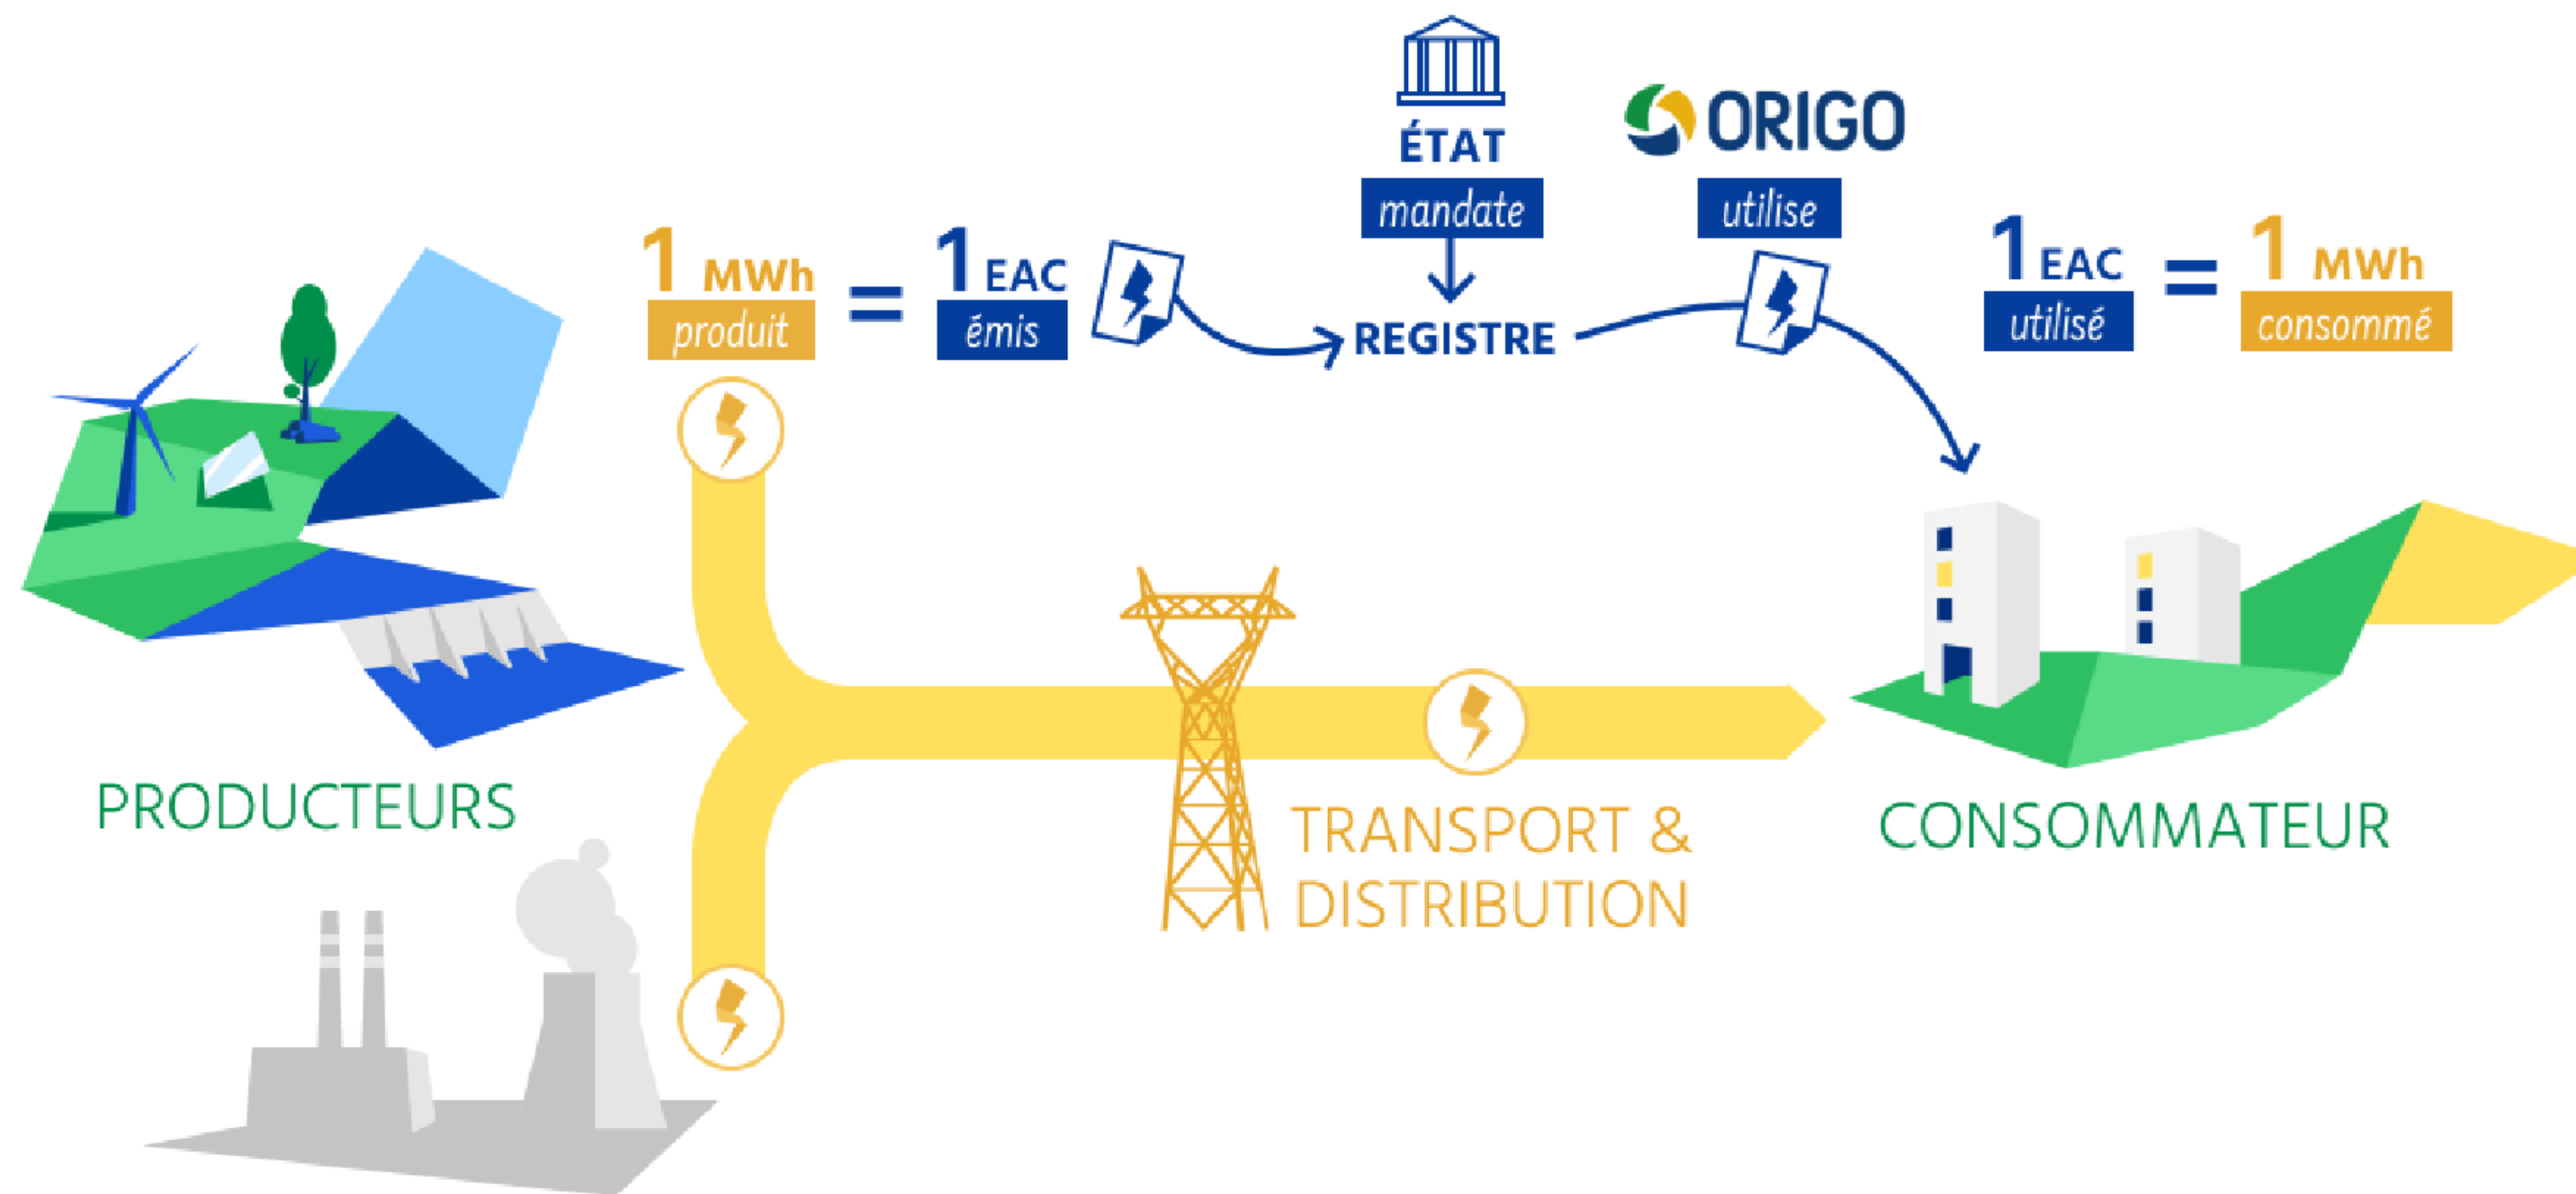 ÉTAT
mandate
ORIGO
utilise
1 MWh
produit
=
1 EAC
émis
REGISTRE
1 EAC
utilisé
=
1 MWh
consommé
PRODUCTEURS
TRANSPORT &
DISTRIBUTION
CONSOMMATEUR